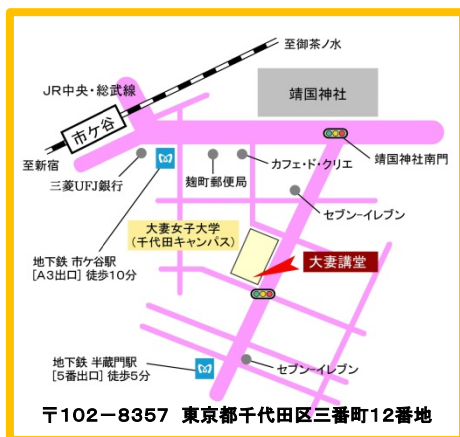 至御茶ノ水
JR中央・総武線
靖国神社
市ケ谷
至新宿
三菱UFJ銀行
麹町郵便局
カフェ・ド・クリエ
靖国神社南門
セブン-イレブン
大妻女子大学
(千代田キャンパス)
地下鉄 市ケ谷駅
[A3出口] 徒歩10分
大妻講堂
地下鉄 半蔵門駅
[5番出口] 徒歩5分
セブン-イレブン
〒102-8357 東京都千代田区三番町12番地